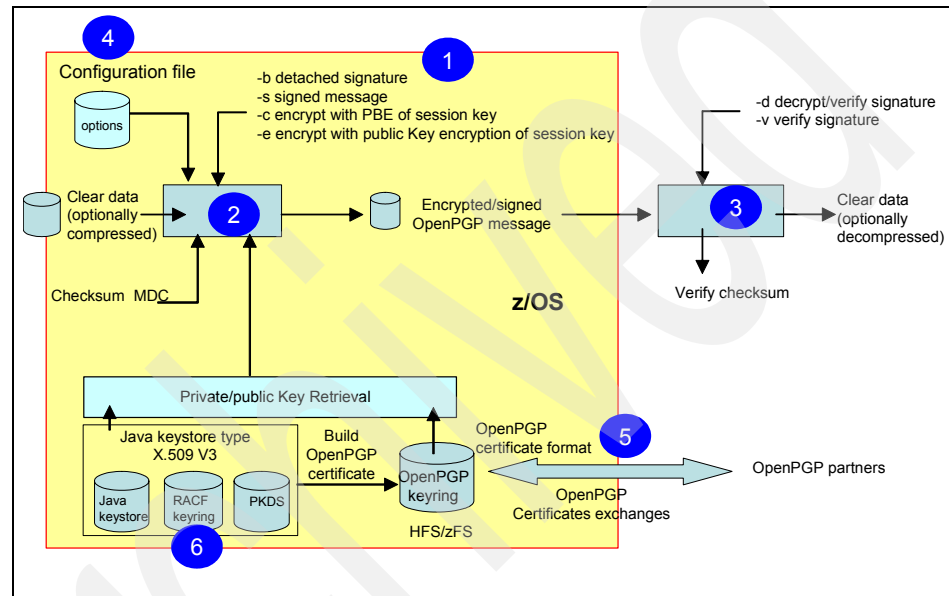 4
1
Configuration file
options
-b detached signature
-s signed message
-c encrypt with PBE of session key
-e encrypt with public Key encryption of session key
-d decrypt/verify signature
-v verify signature
Clear data
(optionally
compressed)
2
Encrypted/signed
OpenPGP message
3
Clear data
(optionally
decompressed)
Checksum MDC
Verify checksum
z/OS
Private/public Key Retrieval
Java keystore type
X.509 V3
Java
keystore
RACF
keyring
PKDS
6
Build
OpenPGP
certificate
OpenPGP
keyring
HFS/zFS
OpenPGP
certificate format
5
OpenPGP
Certificates exchanges
OpenPGP partners